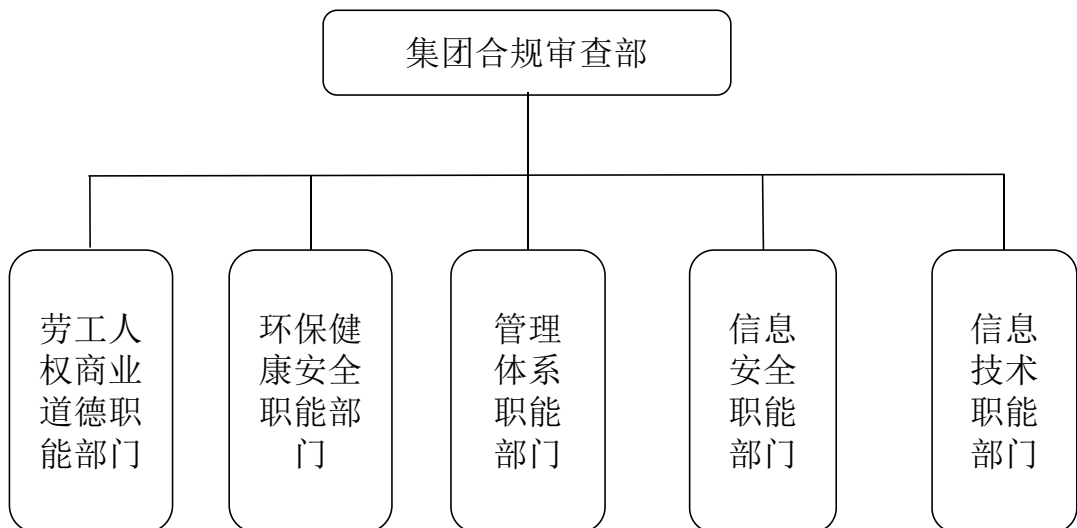 集团合规审查部
劳工人
权商业
道德职
能部门
环保健
康安全
职能部
门
管理
体系
职能
部门
信息
安全
职能
部门
信息
技术
职能
部门